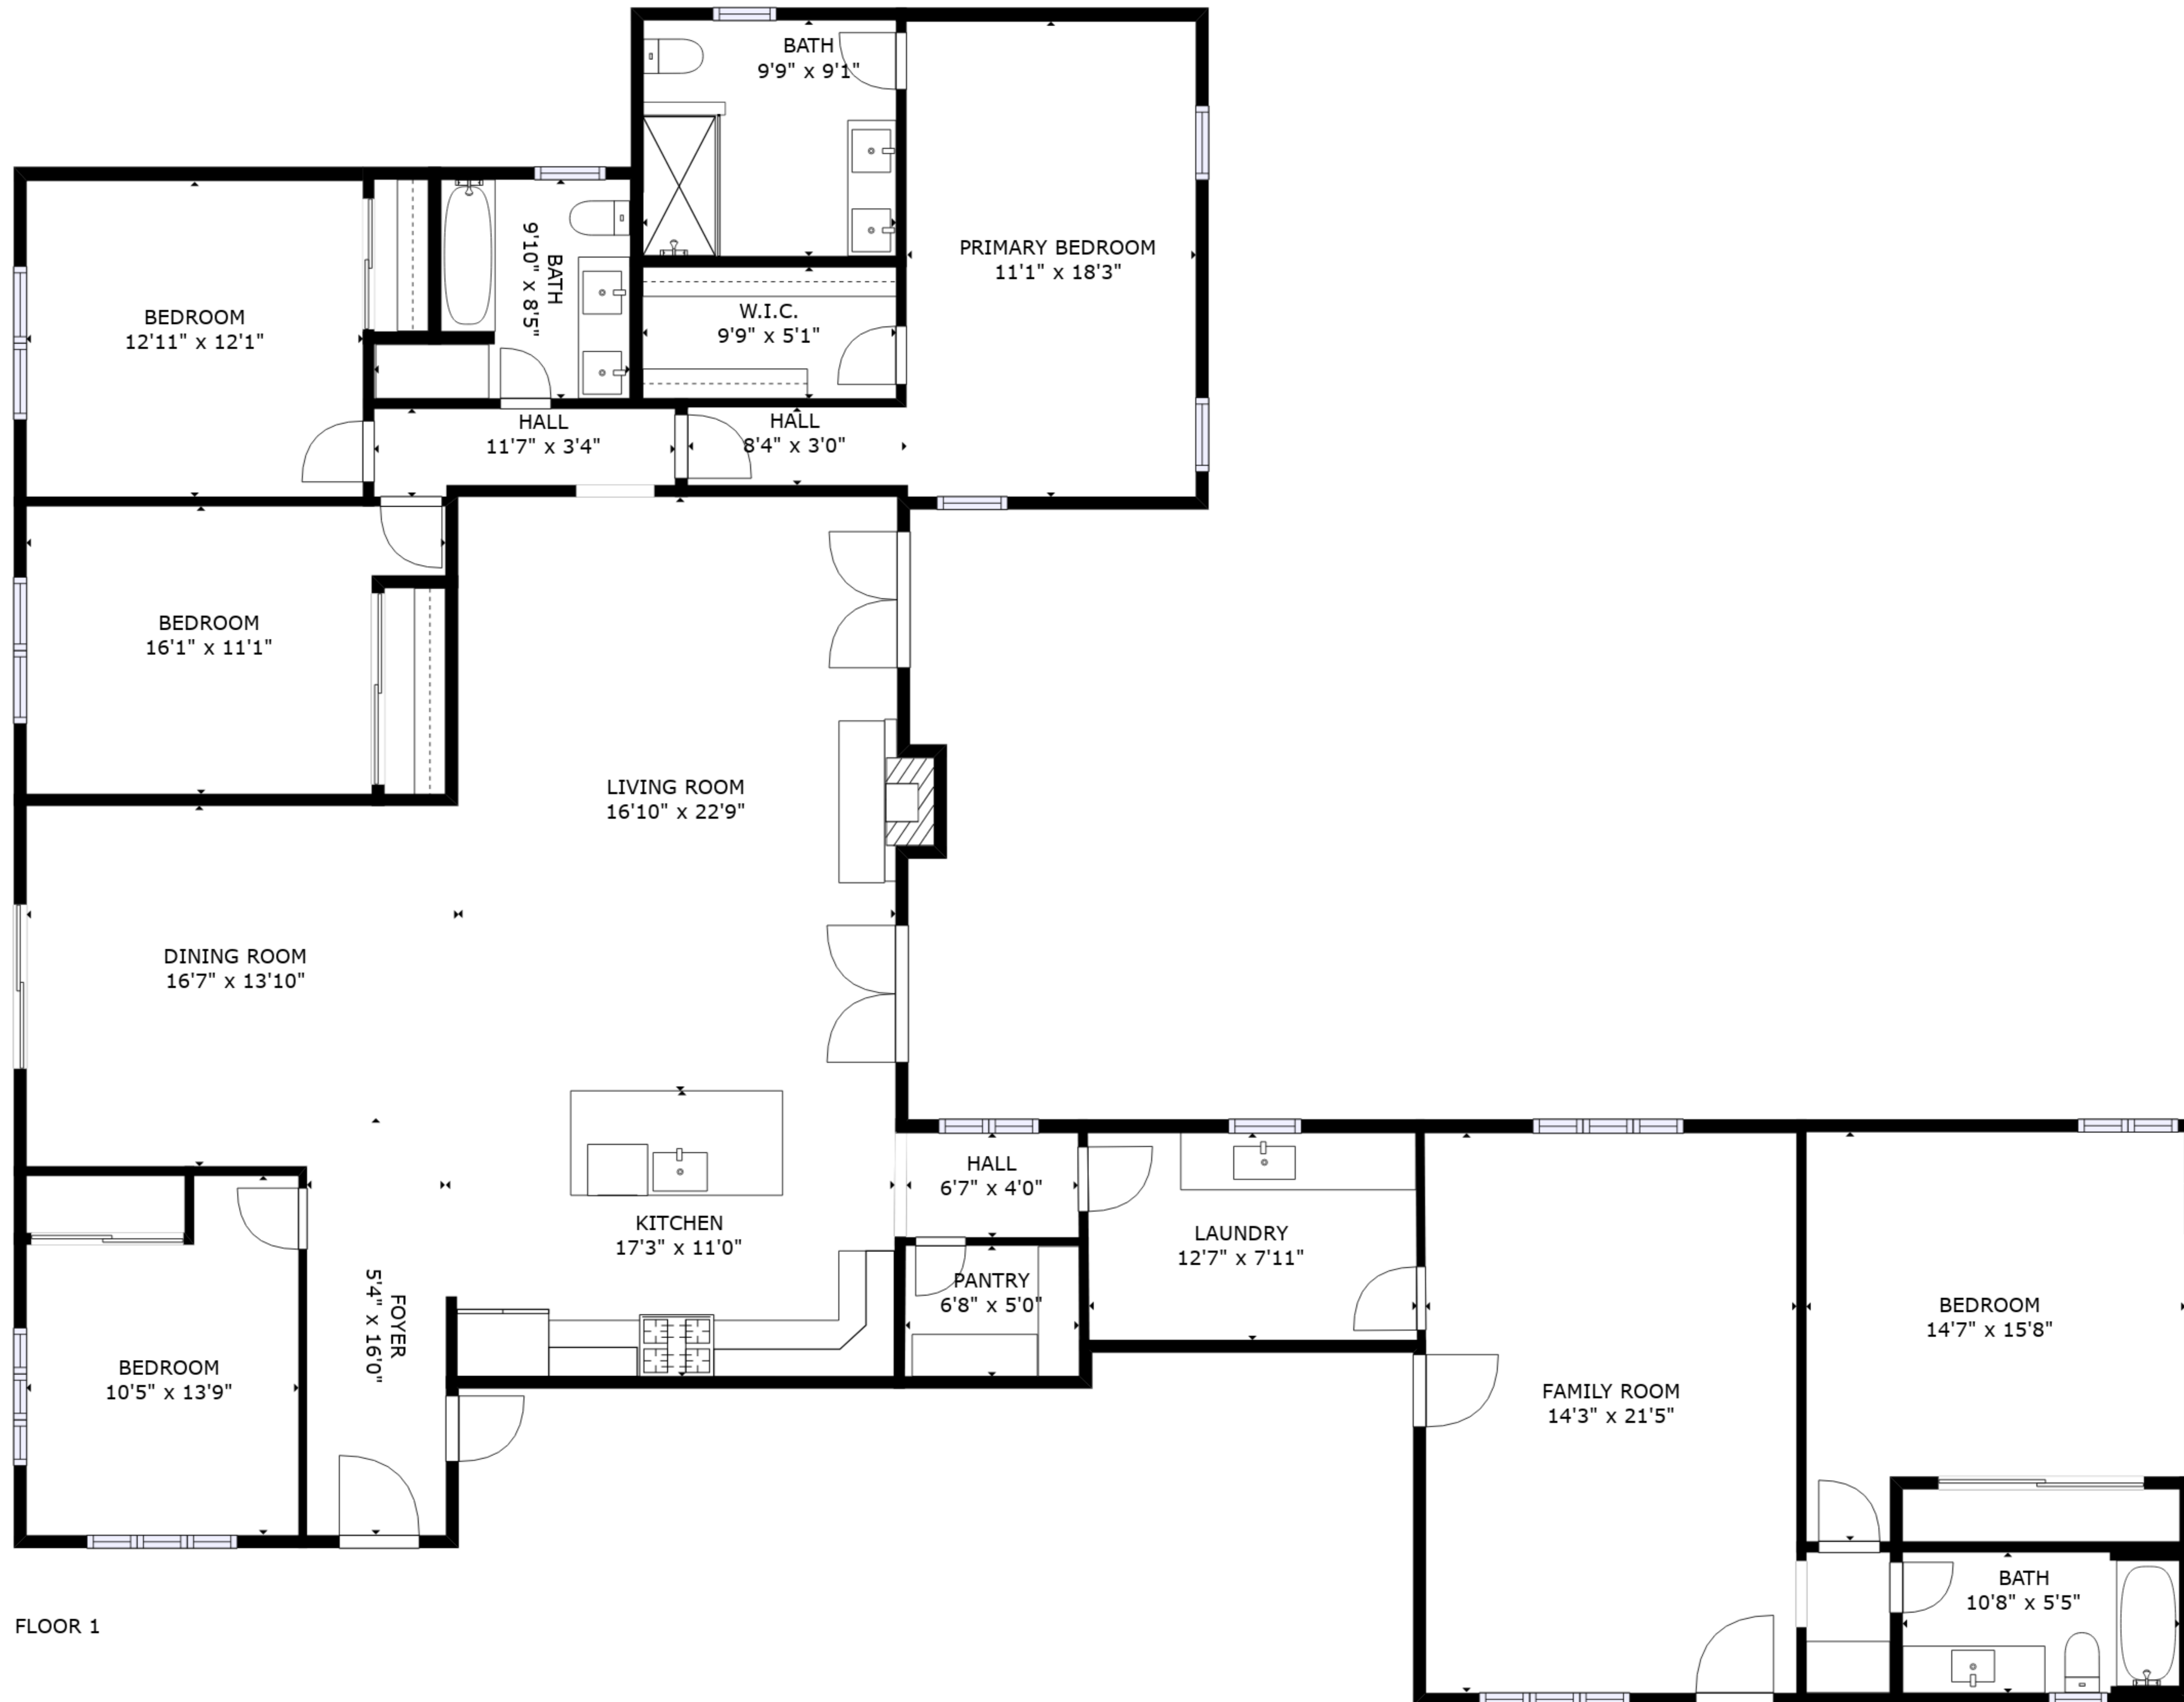 BATH
9'9" x 9'1"
PRIMARY BEDROOM
11'1" x 18'3"
BATH
9'10" x 8'5"
BEDROOM
12'11" x 12'1"
W.I.C.
9'9" x 5'1"
HALL
11'7" x 3'4"
HALL
8'4" x 3'0"
BEDROOM
16'1" x 11'1"
LIVING ROOM
16'10" x 22'9"
DINING ROOM
16'7" x 13'10"
HALL
6'7" x 4'0"
KITCHEN
17'3" x 11'0"
LAUNDRY
12'7" x 7'11"
PANTRY
6'8" x 5'0"
BEDROOM
14'7" x 15'8"
FOYER
5'4" x 16'0"
BEDROOM
10'5" x 13'9"
FAMILY ROOM
14'3" x 21'5"
BATH
10'8" x 5'5"
FLOOR 1